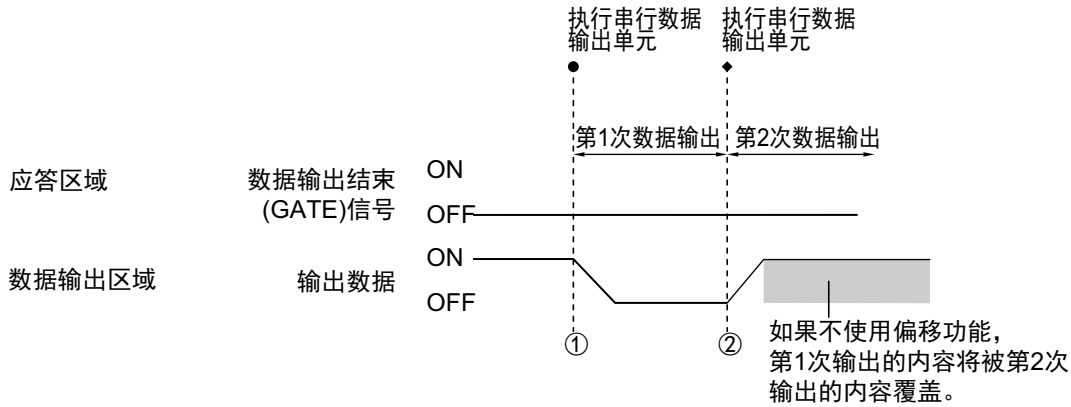 执行串行数据
输出单元
执行串行数据
输出单元
第1次数据输出
第2次数据输出
应答区域
数据输出结束
(GATE)信号
ON
OFF
数据输出区域
输出数据
ON
OFF
①
②
如果不使用偏移功能，
第1次输出的内容将被第2次
输出的内容覆盖。